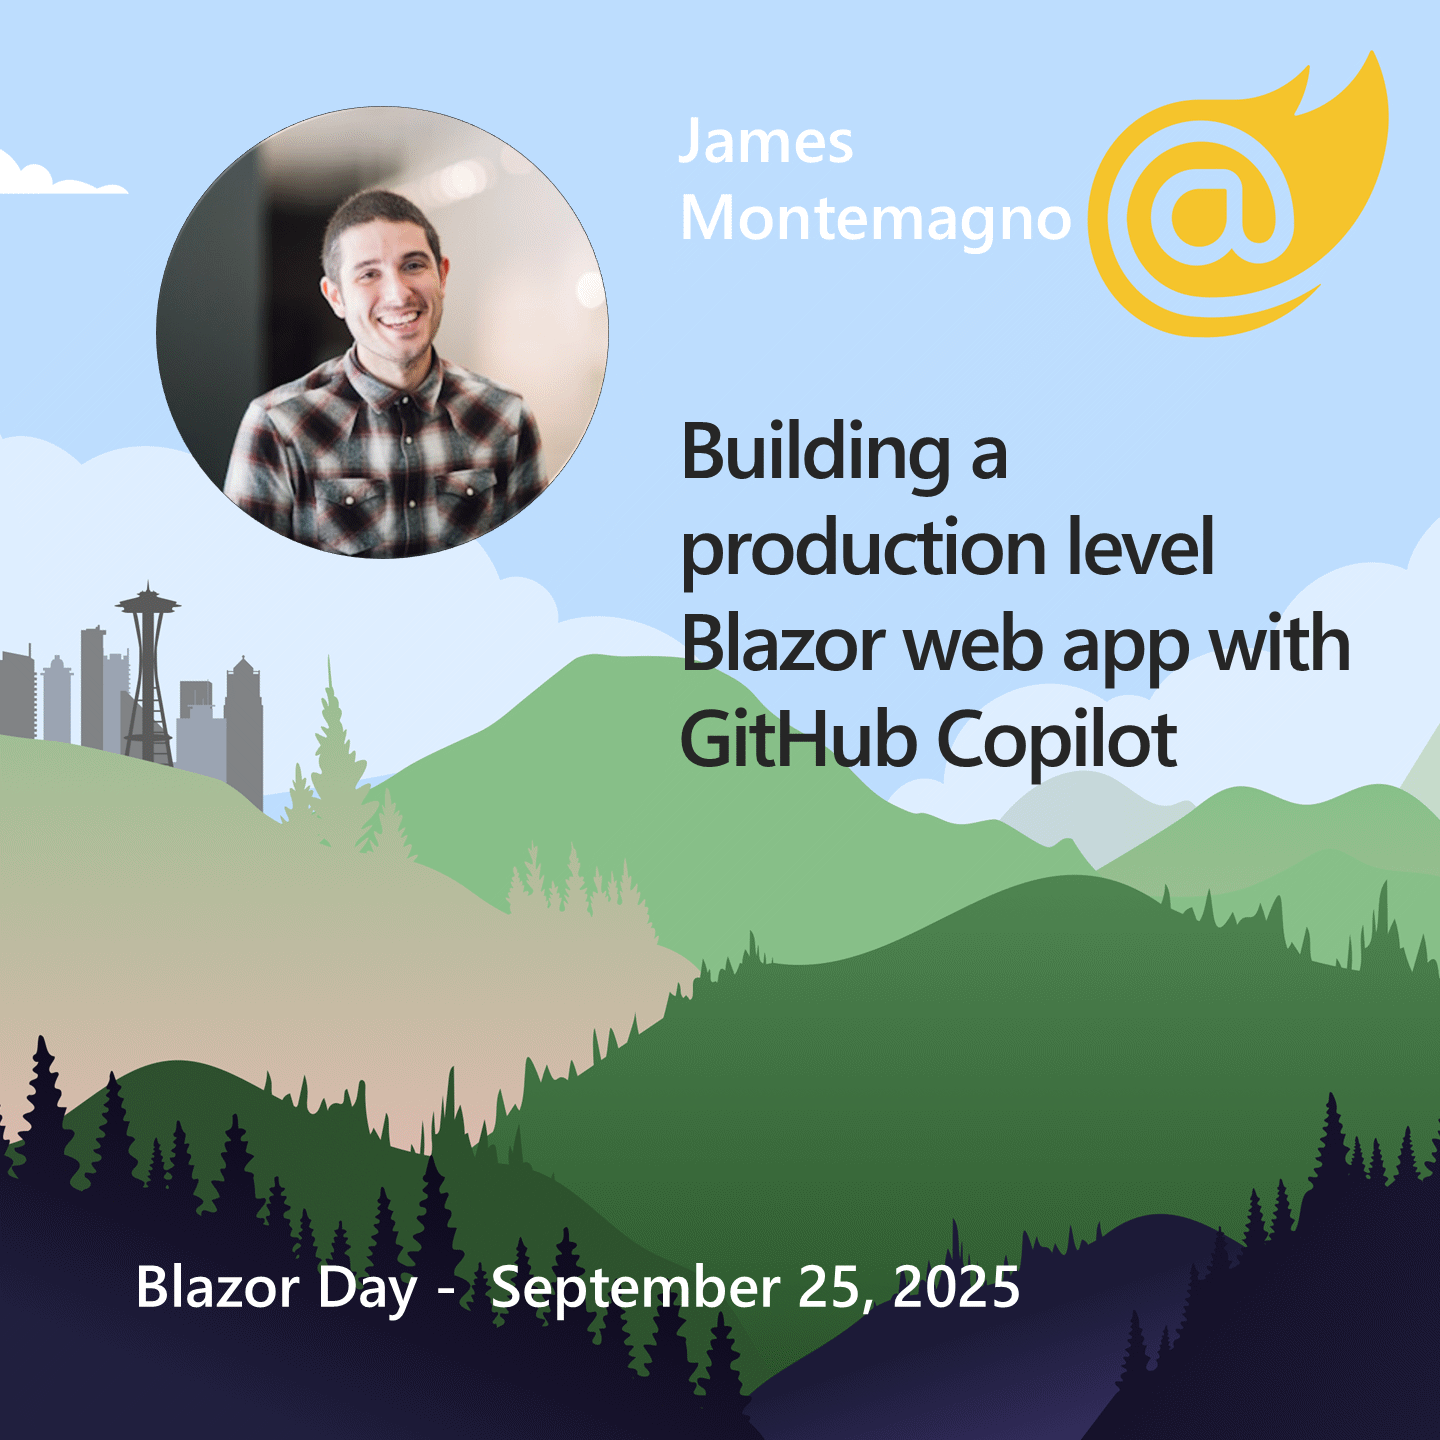 James
Montemagno
Building a
production level
Blazor web app with
GitHub Copilot
Blazor Day - September 25, 2025